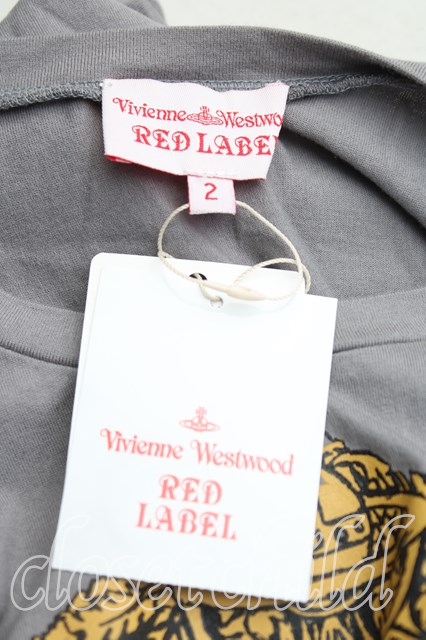 Vivienne Westwood
RED LABEL
2
Vivienne Westwood
RED
LABEL
closet child